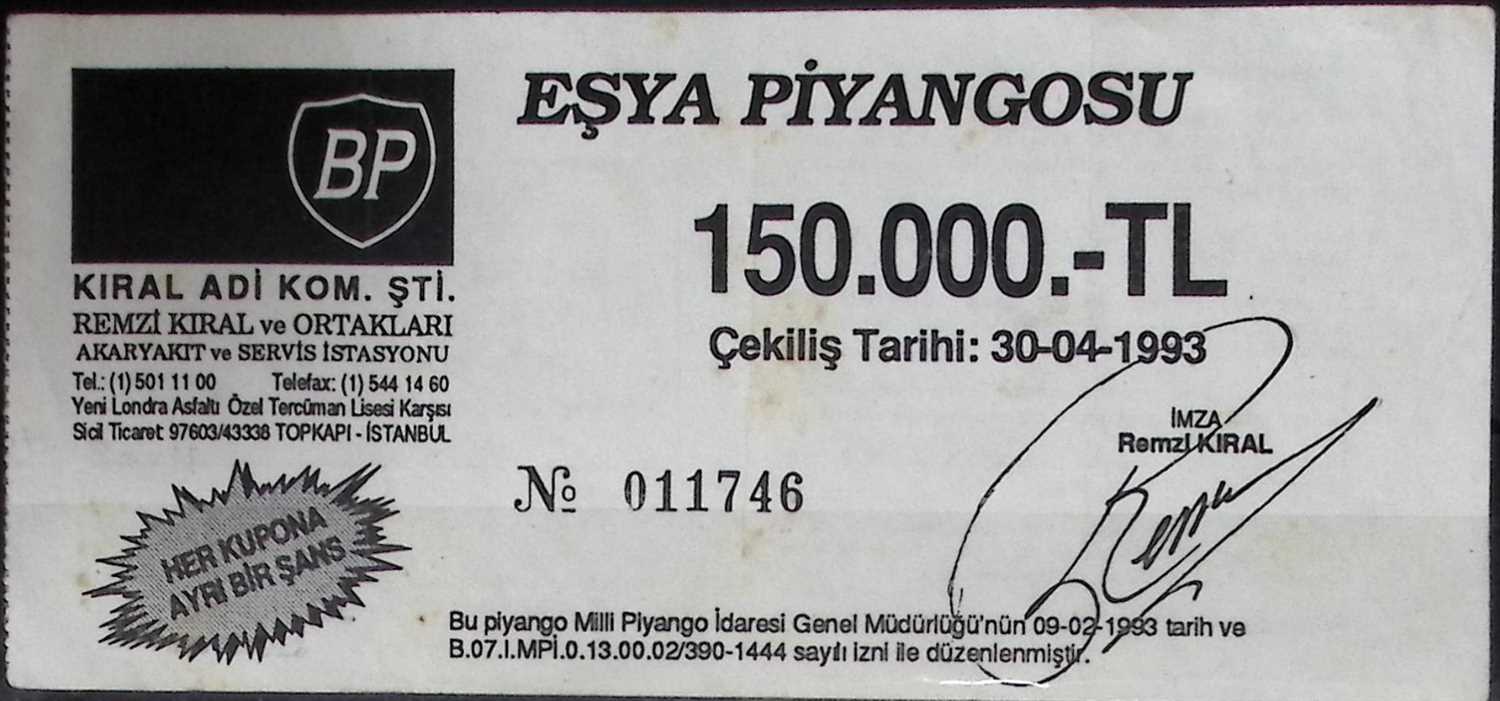 BP
KIRAL ADİ KOM. ŞTİ.
REMZİ KIRAL ve ORTAKLARI
AKARYAKIT ve SERVİS İSTASYONU
Tel.: (1) 501 11 00 Telefax: (1) 544 14 60
Yeni Londra Asfaltı Özel Tercüman Lisesi Karşısı
Sicil Ticaret: 97603/43338 TOPKAPI - İSTANBUL
HER KUPONA
AYRI BİR ŞANS
EŞYA PİYANGOSU
150.000.-TL
Çekiliş Tarihi: 30-04-1993
İMZA
Remzi KIRAL
№ 011746
Bu piyango Milli Piyango İdaresi Genel Müdürlüğü'nün 09-02-1993 tarih ve
B.07.I.MPİ.0.13.00.02/390-1444 sayılı izni ile düzenlenmiştir.